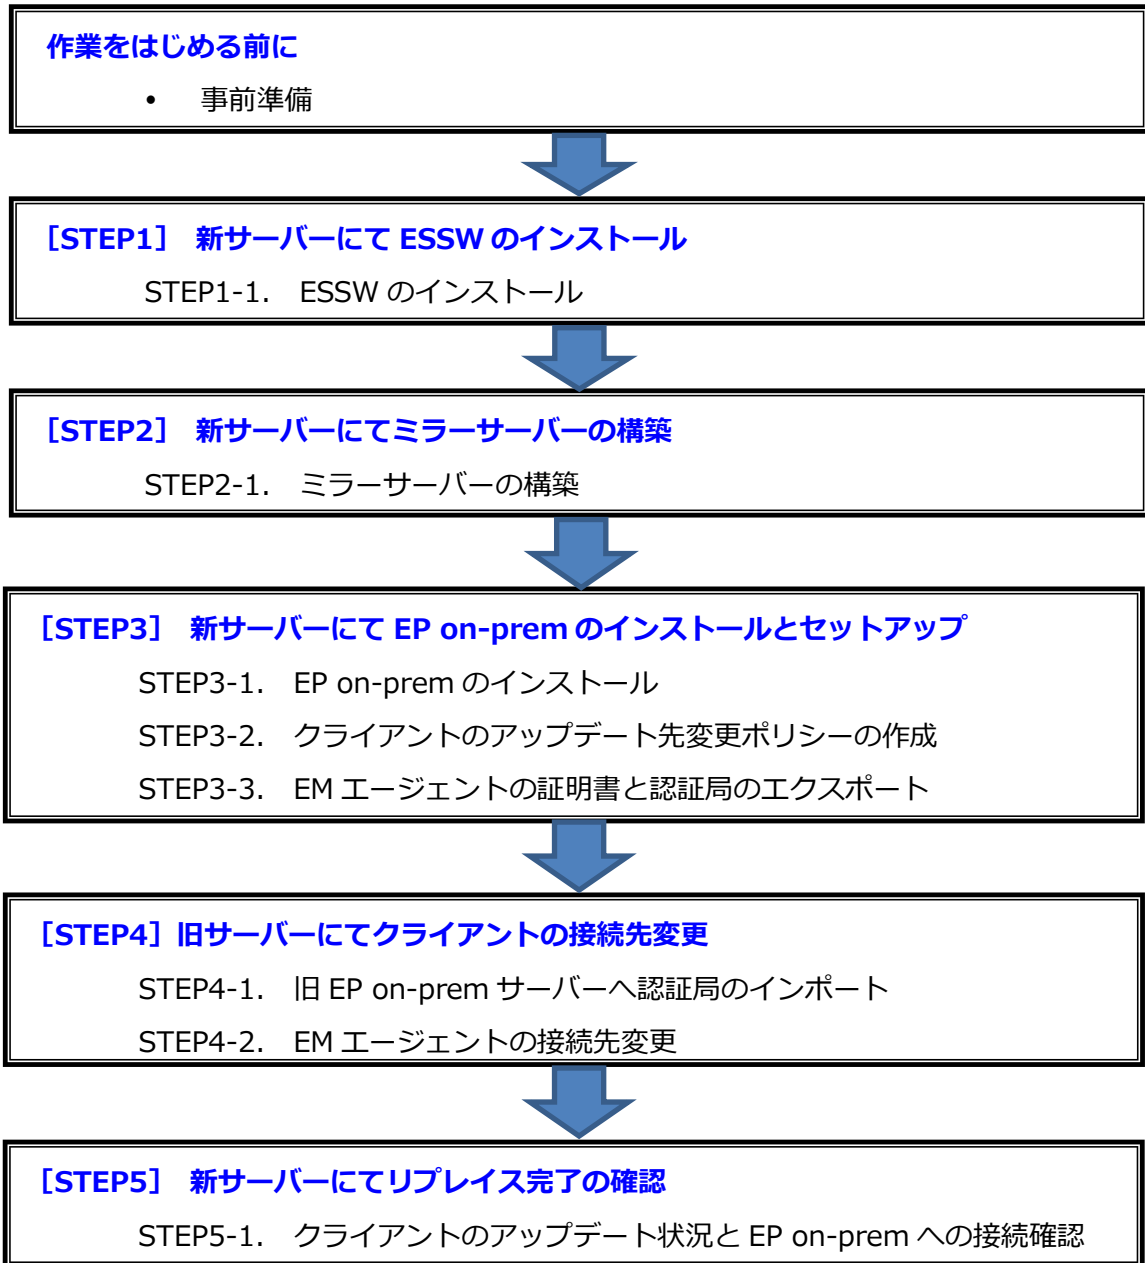 作業をはじめる前に
• 事前準備
[STEP1] 新サーバーにて ESSW のインストール
STEP1-1. ESSW のインストール
[STEP2] 新サーバーにてミラーサーバーの構築
STEP2-1. ミラーサーバーの構築
[STEP3] 新サーバーにて EP on-prem のインストールとセットアップ
STEP3-1. EP on-prem のインストール
STEP3-2. クライアントのアップデート先変更ポリシーの作成
STEP3-3. EM エージェントの証明書と認証局のエクスポート
[STEP4] 旧サーバーにてクライアントの接続先変更
STEP4-1. 旧 EP on-prem サーバーへ認証局のインポート
STEP4-2. EM エージェントの接続先変更
[STEP5] 新サーバーにてリプレイス完了の確認
STEP5-1. クライアントのアップデート状況と EP on-prem への接続確認